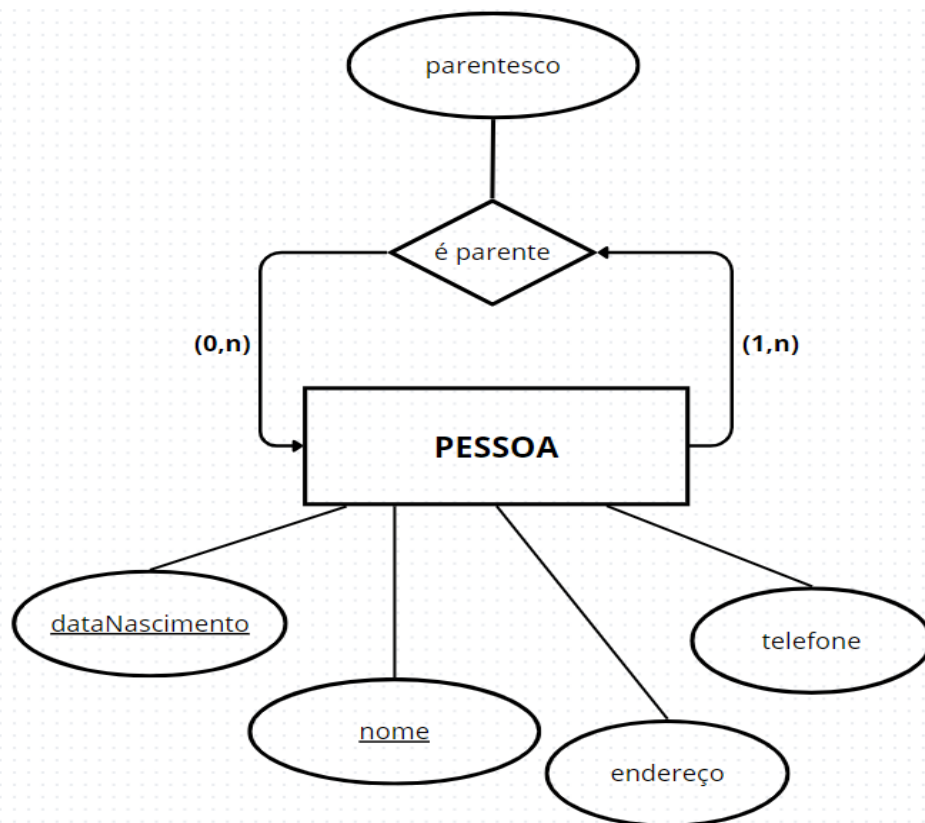 parentesco
é parente
(0,n)
(1,n)
PESSOA
dataNascimento
telefone
nome
endereço